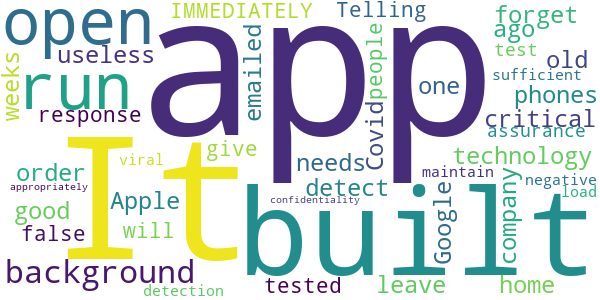 IMMEDIATELY
Telling
forget
open
app
ago
useless
emailed
people
test
old
weeks
run
one
sufficient
phones
response
Covid
critical
It
assurance
give
needs
technology
order
viral
detect
built
maintain
appropriately
Apple
Google
company
negative
load
good
will
confidentiality
false
background
tested
leave
home
detection